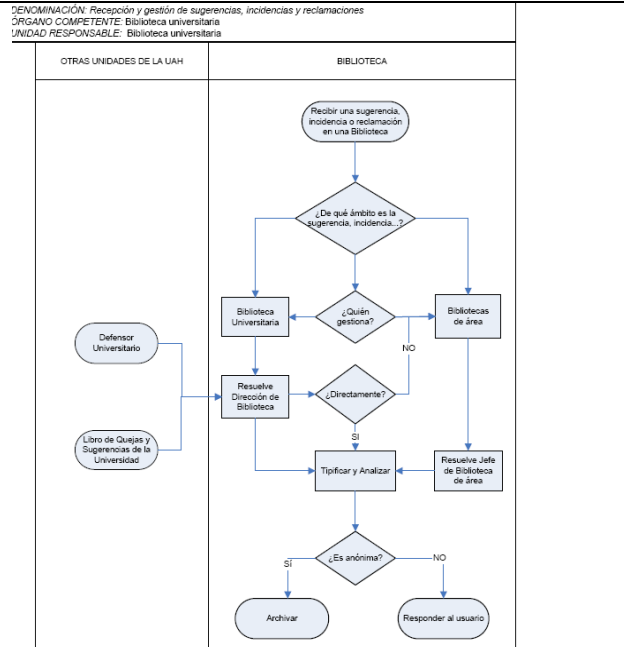 DENOMINACIÓN: Recepción y gestión de sugerencias, incidencias y reclamaciones
ÓRGANO COMPETENTE: Biblioteca universitaria
UNIDAD RESPONSABLE: Biblioteca universitaria
OTRAS UNIDADES DE LA UAH
BIBLIOTECA
Recibir una sugerencia,
incidencia o reclamación
en una Biblioteca
¿De qué ámbito es la
sugerencia, incidencia...?
Biblioteca
Universitaria
¿Quién
gestiona?
Bibliotecas
de área
NO
Defensor
Universitario
Resuelve
Dirección de
Biblioteca
¿Directamente?
SI
Libro de Quejas y
Sugerencias de la
Universidad
Tipificar y Analizar
Resuelve Jefe
de Biblioteca
de área
¿Es anónima?
SÍ
NO
Archivar
Responder al usuario